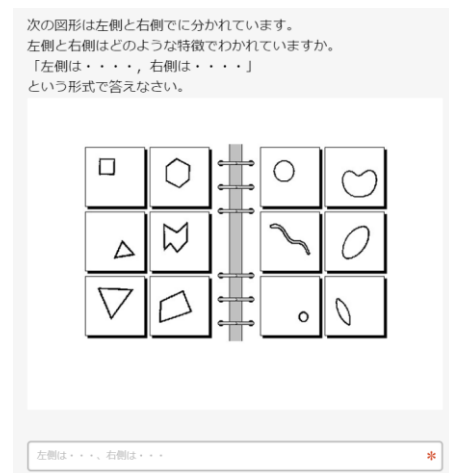 次の図形は左側と右側でに分かれています。
左側と右側はどのような特徴でわかれていますか。
「左側は・・・・，右側は・・・・」
という形式で答えなさい。
左側は・・・、右側は・・・
*